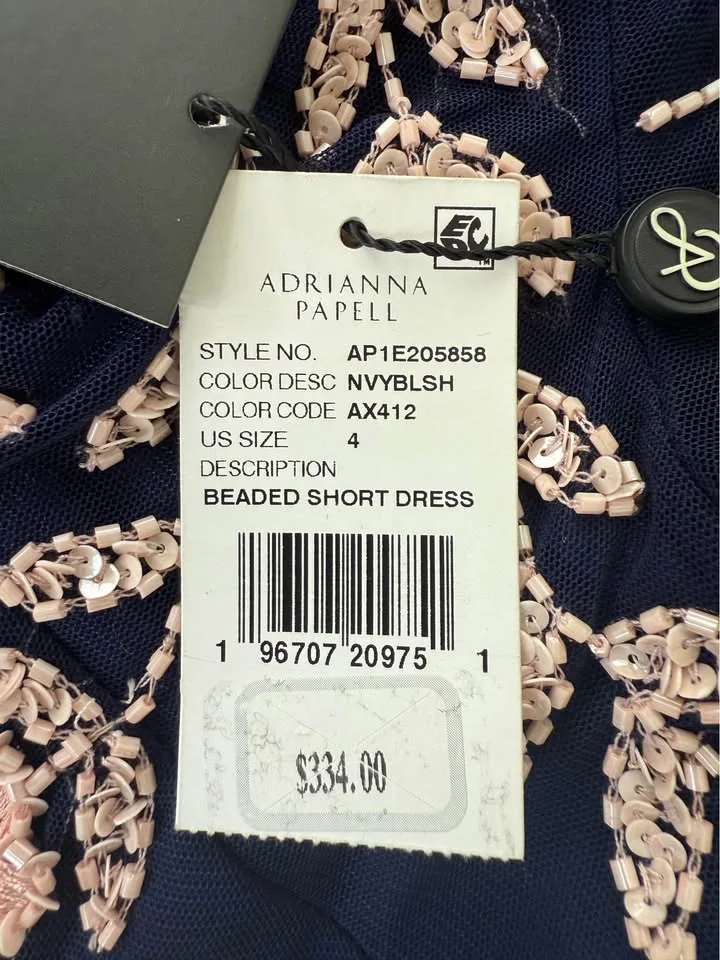 EPC™
ADRIANNA
PAPELL
STYLE NO. AP1E205858
COLOR DESC NVYBLSH
COLOR CODE AX412
US SIZE 4
DESCRIPTION
BEADED SHORT DRESS
1 96707 20975 1
$334.00